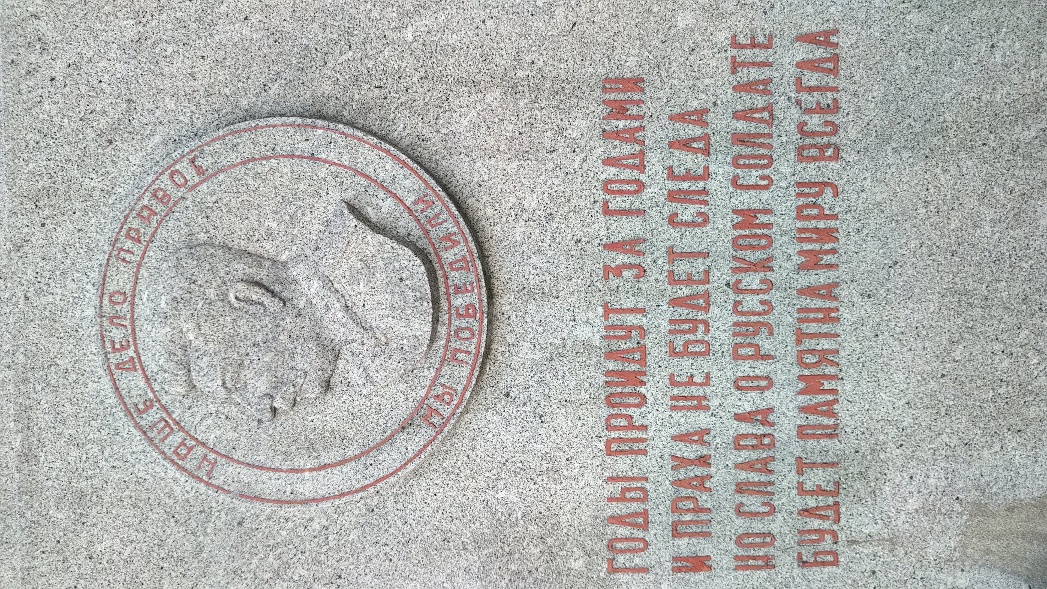 НАШЕ ДЕЛО ПРАВОЕ
МЫ ПОБЕДИЛИ
ГОДЫ ПРОЙДУТ ЗА ГОДАМИ
И ПРАХА НЕ БУДЕТ СЛЕДА
НО СЛАВА О РУССКОМ СОЛДАТЕ
БУДЕТ ПАМЯТНА МИРУ ВСЕГДА